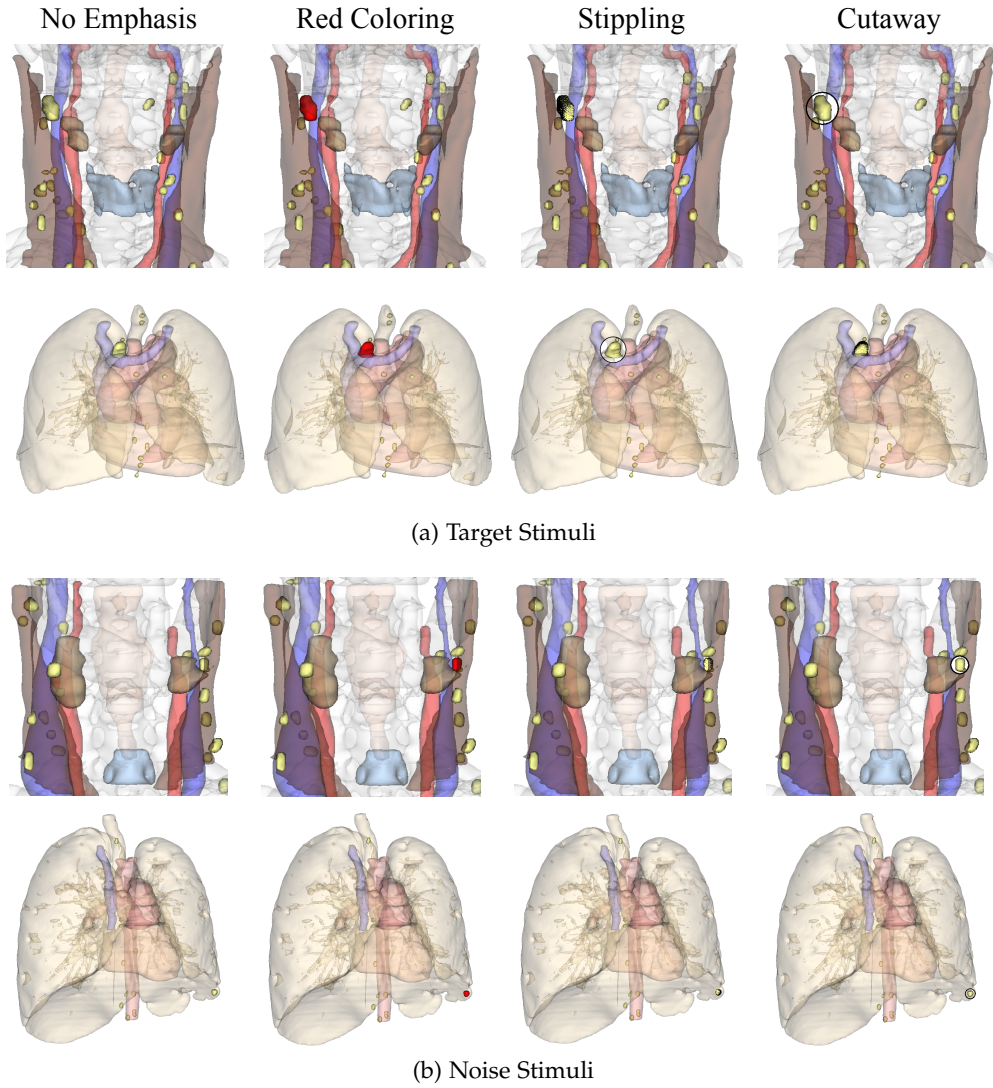 No Emphasis Red Coloring Stippling Cutaway
(a) Target Stimuli
(b) Noise Stimuli